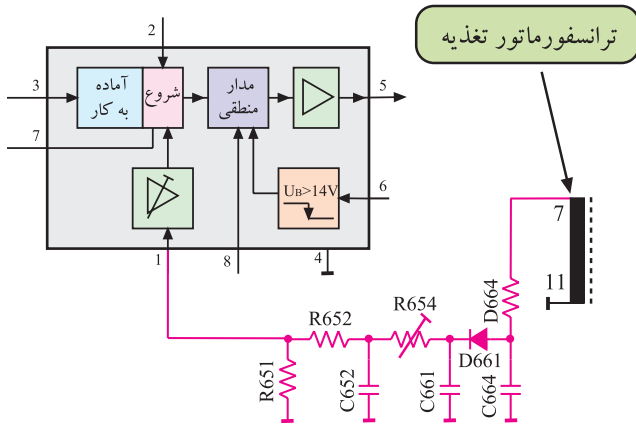 ترانسفورماتور تغذیه
2
3
آماده
به کار
شروع
مدار
منطقی
5
7
U_B>14V
6
1
8
4
7
11
D664
R652
R654
D661
R651
C652
C661
C664